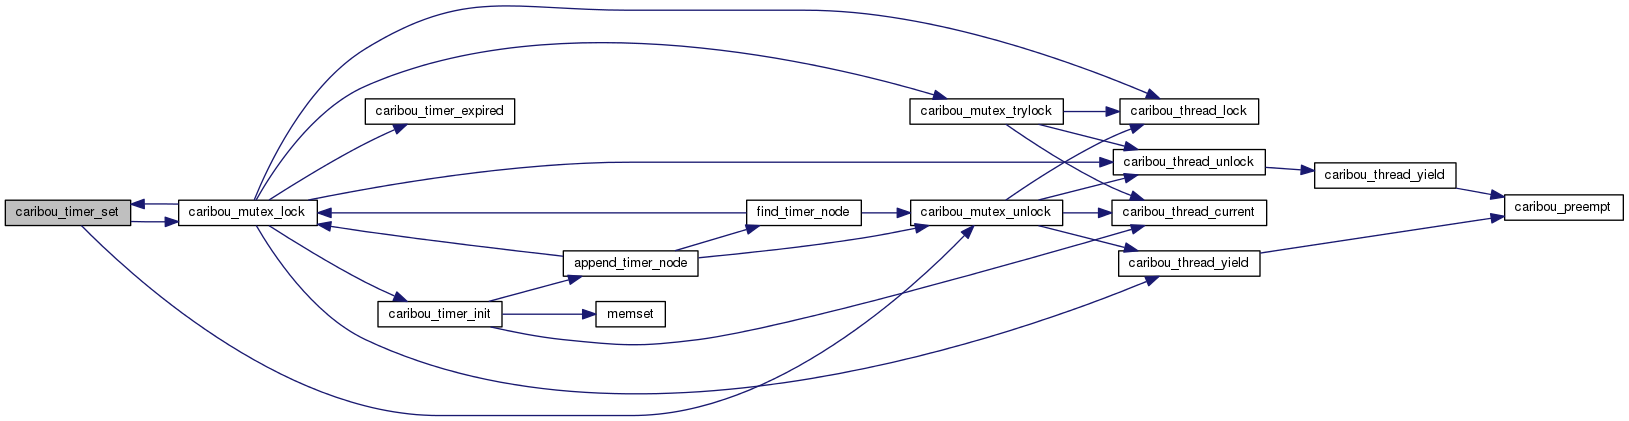 caribou_timer_set
caribou_mutex_lock
caribou_timer_expired
caribou_timer_init
append_timer_node
memset
find_timer_node
caribou_mutex_trylock
caribou_mutex_unlock
caribou_thread_lock
caribou_thread_unlock
caribou_thread_current
caribou_thread_yield
caribou_thread_yield
caribou_preempt